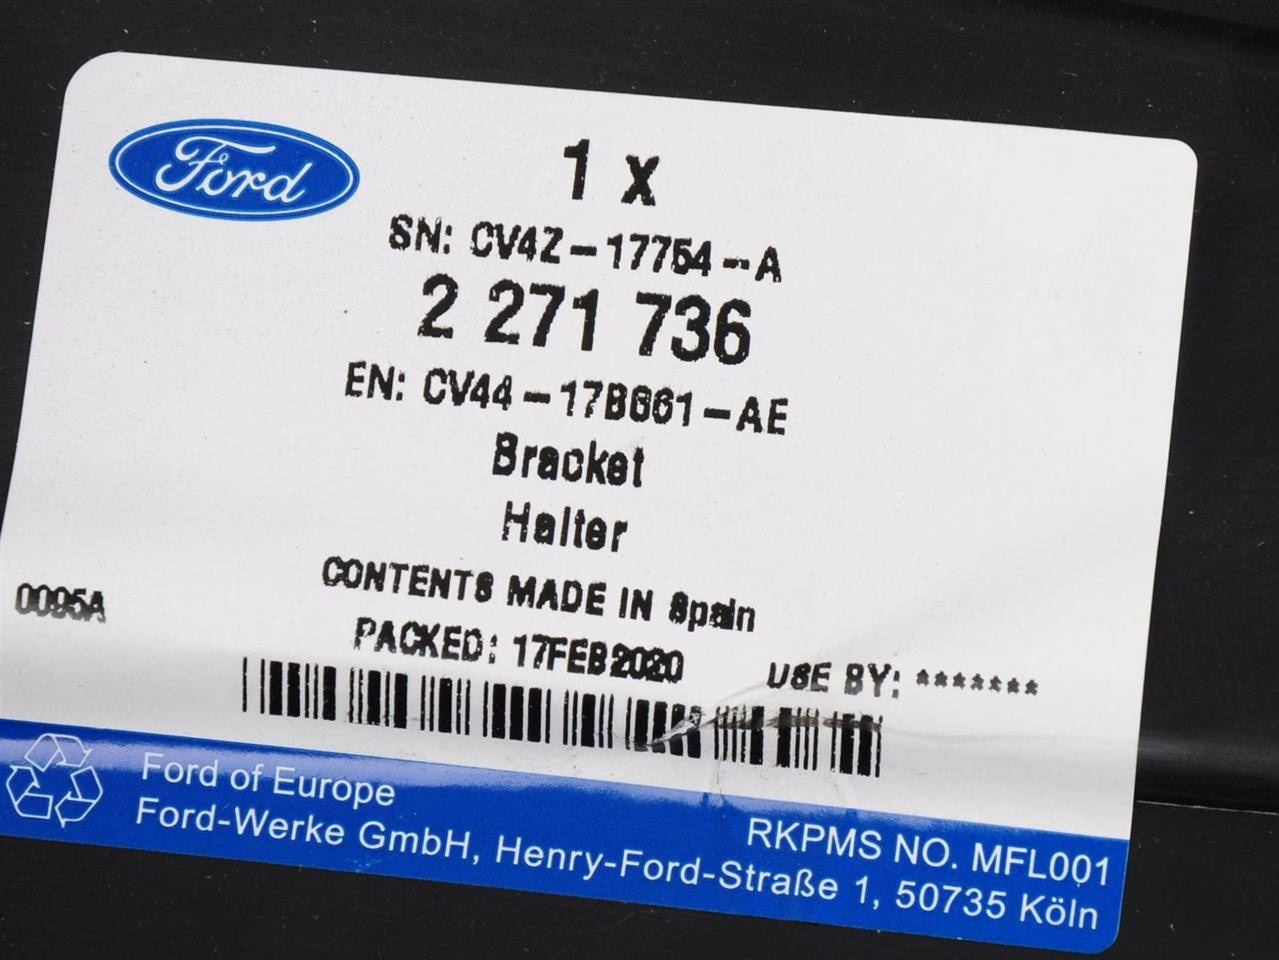 Ford
1 x
SN: CV4Z-17754-A
2 271 736
EN: CV44-17B661-AE
Bracket
Halter
CONTENTS MADE IN Spain
0095A
PACKED: 17FEB2020 USE BY: *******
Ford of Europe
RKPMS NO. MFL001
Ford-Werke GmbH, Henry-Ford-Straße 1, 50735 Köln